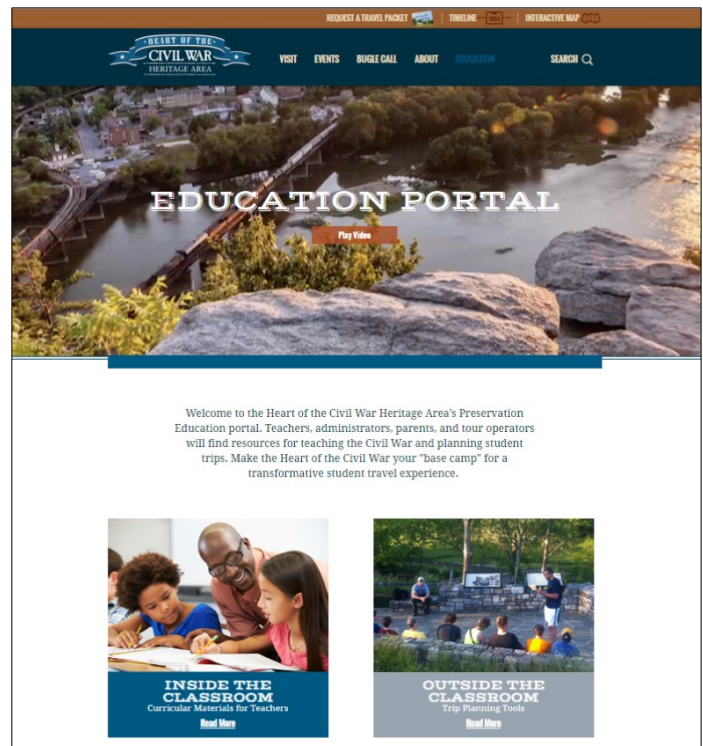 REQUEST A TRAVEL PACKET
TIMELINE
INTERACTIVE MAP
HEART OF THE
CIVIL WAR
HERITAGE AREA
VISIT
EVENTS
BUGLE CALL
ABOUT
EDUCATION
SEARCH
EDUCATION PORTAL
Play Video
Welcome to the Heart of the Civil War Heritage Area's Preservation
Education portal. Teachers, administrators, parents, and tour operators
will find resources for teaching the Civil War and planning student
trips. Make the Heart of the Civil War your "base camp" for a
transformative student travel experience.
INSIDE THE
CLASSROOM
Curricular Materials for Teachers
Read More
OUTSIDE THE
CLASSROOM
Trip Planning Tools
Read More